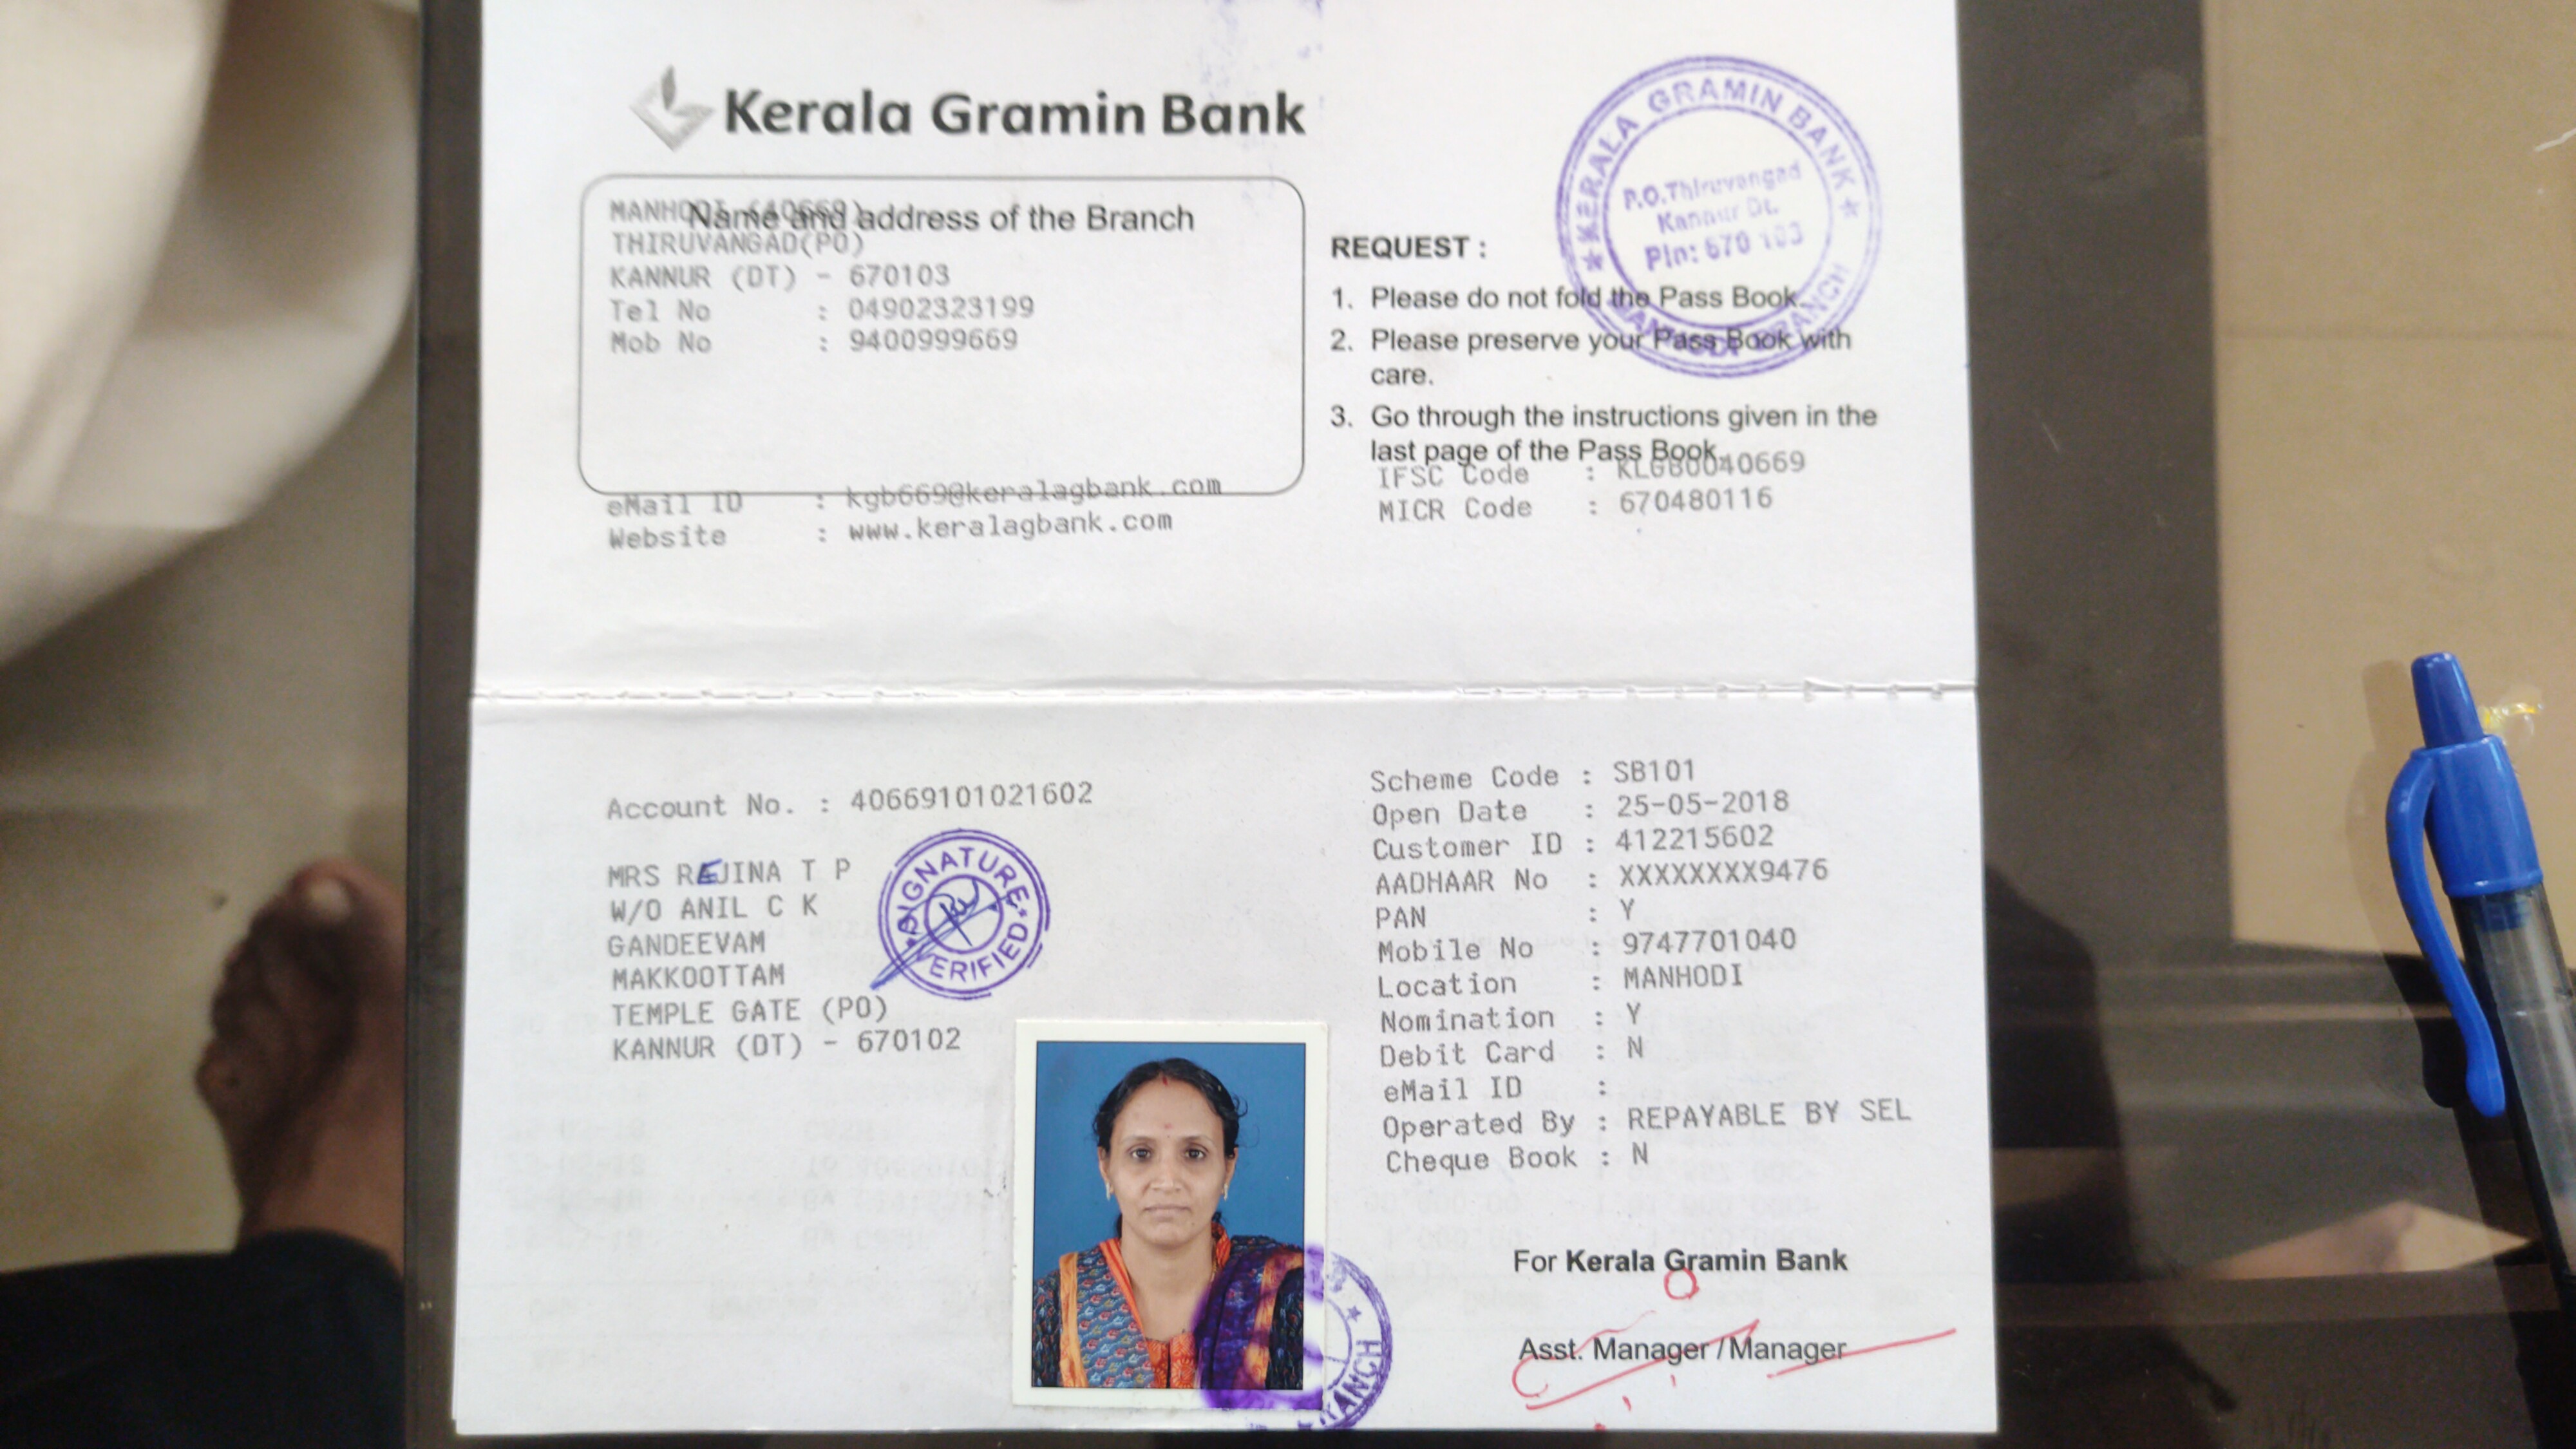 Kerala Gramin Bank
MANHODI (40669)
Name and address of the Branch
THIRUVANGAD(PO)
KANNUR (DT) - 670103
Tel No : 04902323199
Mob No : 9400999669
eMail ID : kgb669@keralagbank.com
Website : www.keralagbank.com
KERALA GRAMIN BANK
P.O.Thiruvangad
Kannur Dt.
Pin: 670 103
MANHODI BRANCH
REQUEST :
1. Please do not fold the Pass Book.
2. Please preserve your Pass Book with
care.
3. Go through the instructions given in the
last page of the Pass Book.
IFSC Code : KLGB0040669
MICR Code : 670480116
Account No. : 40669101021602
MRS REJINA T P
W/O ANIL C K
GANDEEVAM
MAKKOOTTAM
TEMPLE GATE (PO)
KANNUR (DT) - 670102
SIGNATURE
VERIFIED
Scheme Code : SB101
Open Date : 25-05-2018
Customer ID : 412215602
AADHAAR No : XXXXXXXX9476
PAN : Y
Mobile No : 9747701040
Location : MANHODI
Nomination : Y
Debit Card : N
eMail ID :
Operated By : REPAYABLE BY SEL
Cheque Book : N
For Kerala Gramin Bank
Asst. Manager / Manager
BRANCH